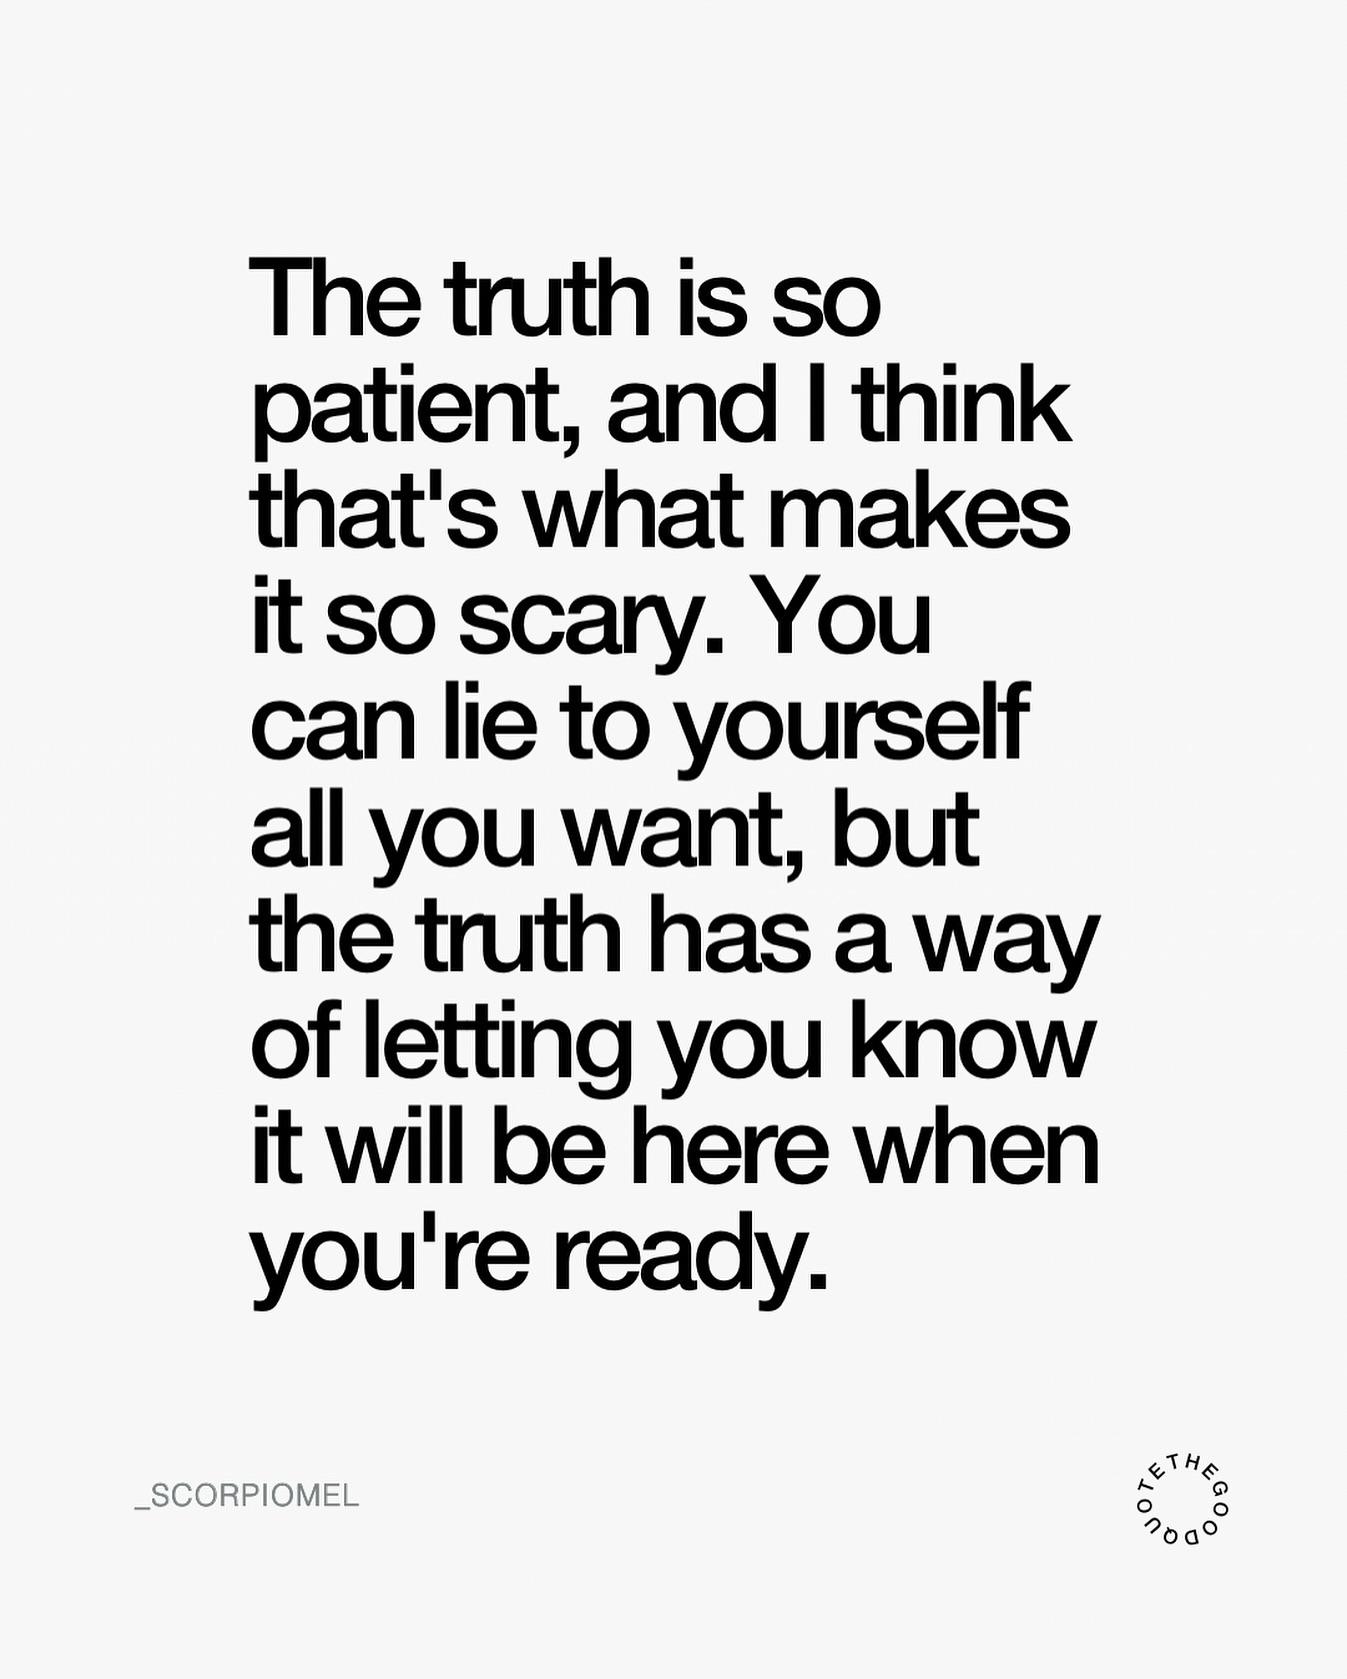 The truth is so
patient, and I think
that's what makes
it so scary. You
can lie to yourself
all you want, but
the truth has a way
of letting you know
it will be here when
you're ready.
_SCORPIOMEL
THEGOODQUOTE